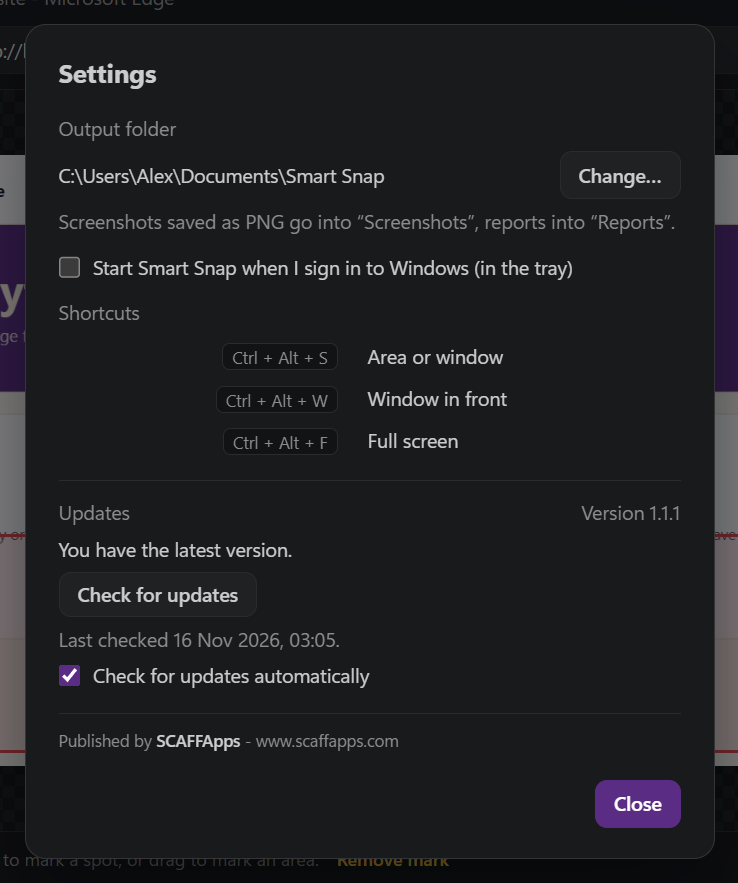 Microsoft Edge
Settings
Output folder
C:\Users\Alex\Documents\Smart Snap
Change...
Screenshots saved as PNG go into “Screenshots”, reports into “Reports”.
Start Smart Snap when I sign in to Windows (in the tray)
Shortcuts
Ctrl + Alt + S Area or window
Ctrl + Alt + W Window in front
Ctrl + Alt + F Full screen
Updates Version 1.1.1
You have the latest version.
Check for updates
Last checked 16 Nov 2026, 03:05.
Check for updates automatically
Published by SCAFFApps - www.scaffapps.com
Close
to mark a spot, or drag to mark an area. Remove mark